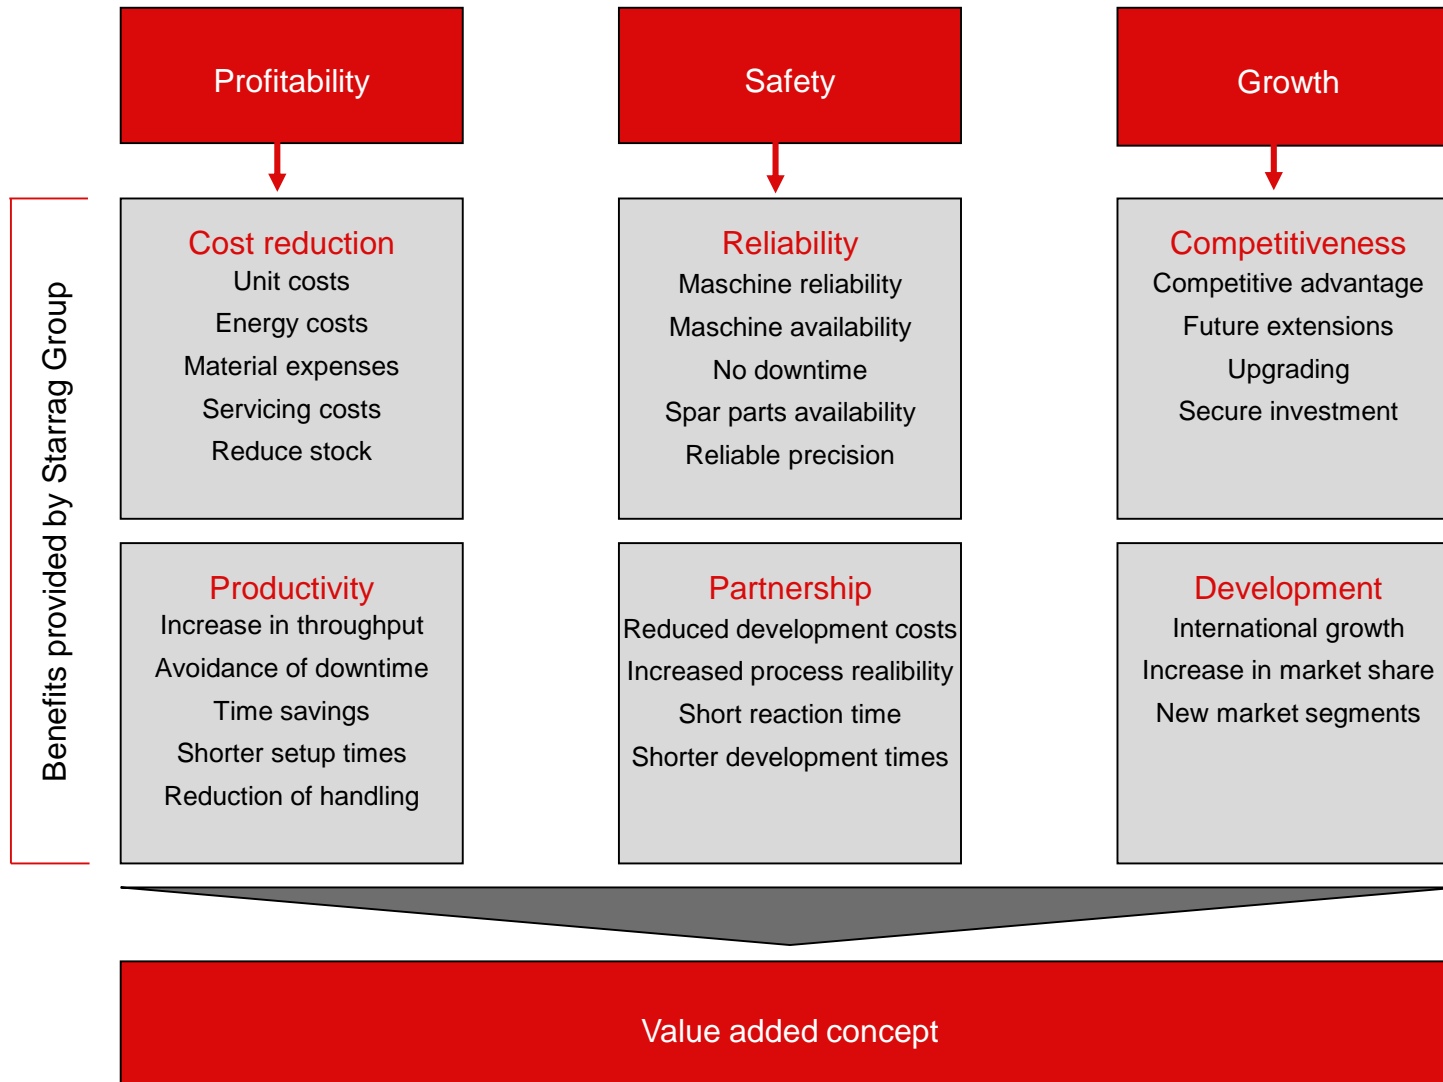 Profitability
Safety
Growth
Benefits provided by Starrag Group
Cost reduction
Unit costs
Energy costs
Material expenses
Servicing costs
Reduce stock
Reliability
Maschine reliability
Maschine availability
No downtime
Spar parts availability
Reliable precision
Competitiveness
Competitive advantage
Future extensions
Upgrading
Secure investment
Productivity
Increase in throughput
Avoidance of downtime
Time savings
Shorter setup times
Reduction of handling
Partnership
Reduced development costs
Increased process realibility
Short reaction time
Shorter development times
Development
International growth
Increase in market share
New market segments
Value added concept